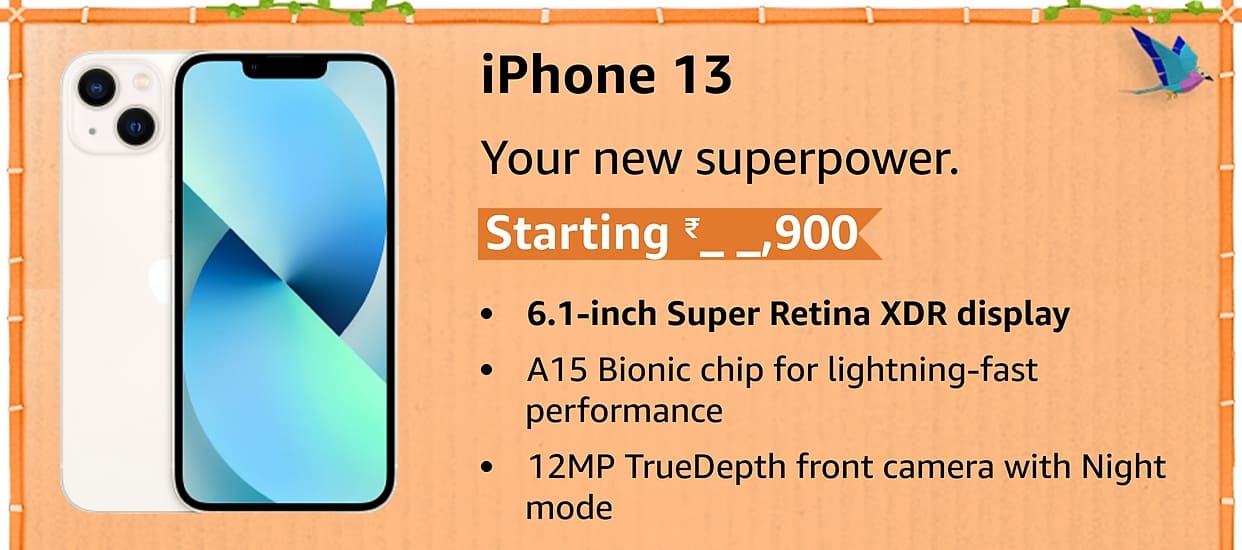 iPhone 13
Your new superpower.
Starting ₹_ _,900
• 6.1-inch Super Retina XDR display
• A15 Bionic chip for lightning-fast
performance
• 12MP TrueDepth front camera with Night
mode